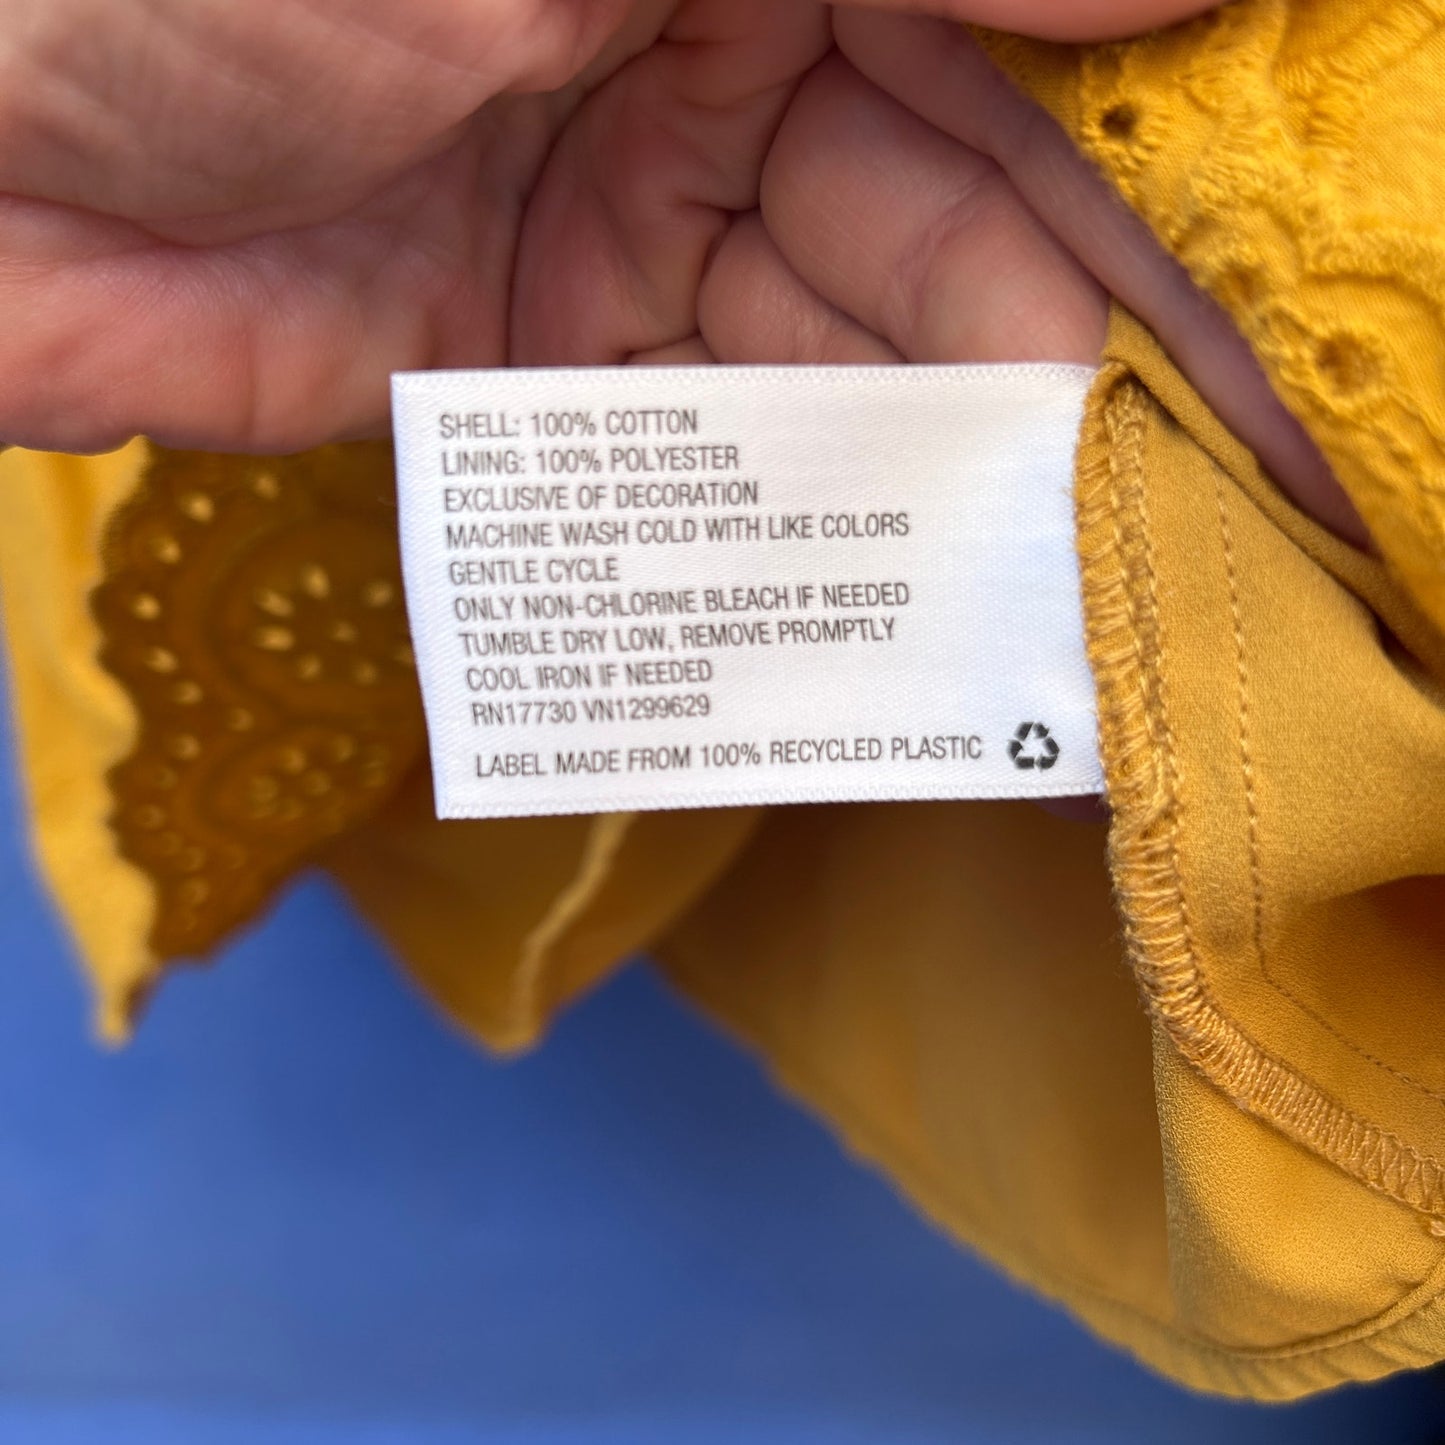 SHELL: 100% COTTON
LINING: 100% POLYESTER
EXCLUSIVE OF DECORATION
MACHINE WASH COLD WITH LIKE COLORS
GENTLE CYCLE
ONLY NON-CHLORINE BLEACH IF NEEDED
TUMBLE DRY LOW, REMOVE PROMPTLY
COOL IRON IF NEEDED
RN17730 VN1299629
LABEL MADE FROM 100% RECYCLED PLASTIC